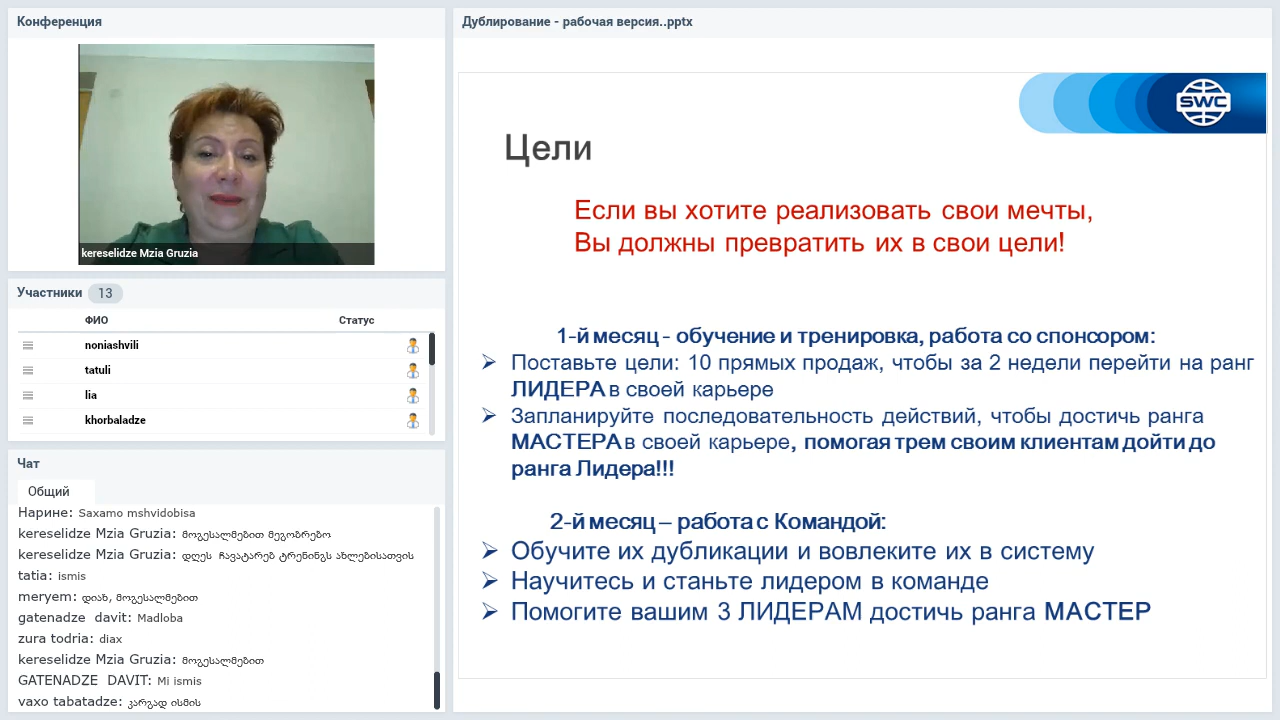 Конференция
kereselidze Mzia Gruzia
Участники 13
ФИО Статус
noniashvili
tatuli
lia
khorbaladze
Чат
Общий
Нарине: Saxamo mshvidobisa
kereselidze Mzia Gruzia: მოგესალმებით მეგობრებო
kereselidze Mzia Gruzia: დღეს ჩავატარებ ტრენინგს ახლებისათვის
tatia: ismis
meryem: დიახ, მოგესალმებით
gatenadze davit: Madloba
zura todria: diax
kereselidze Mzia Gruzia: მოგესალმებით
GATENADZE DAVIT: Mi ismis
vaxo tabatadze: კარგად ისმის
Дублирование - рабочая версия..pptx
SWC
Цели
Если вы хотите реализовать свои мечты,
Вы должны превратить их в свои цели!
1-й месяц - обучение и тренировка, работа со спонсором:
➢ Поставьте цели: 10 прямых продаж, чтобы за 2 недели перейти на ранг
ЛИДЕРА в своей карьере
➢ Запланируйте последовательность действий, чтобы достичь ранга
МАСТЕРА в своей карьере, помогая трем своим клиентам дойти до
ранга Лидера!!!
2-й месяц – работа с Командой:
➢ Обучите их дубликации и вовлеките их в систему
➢ Научитесь и станьте лидером в команде
➢ Помогите вашим 3 ЛИДЕРАМ достичь ранга МАСТЕР